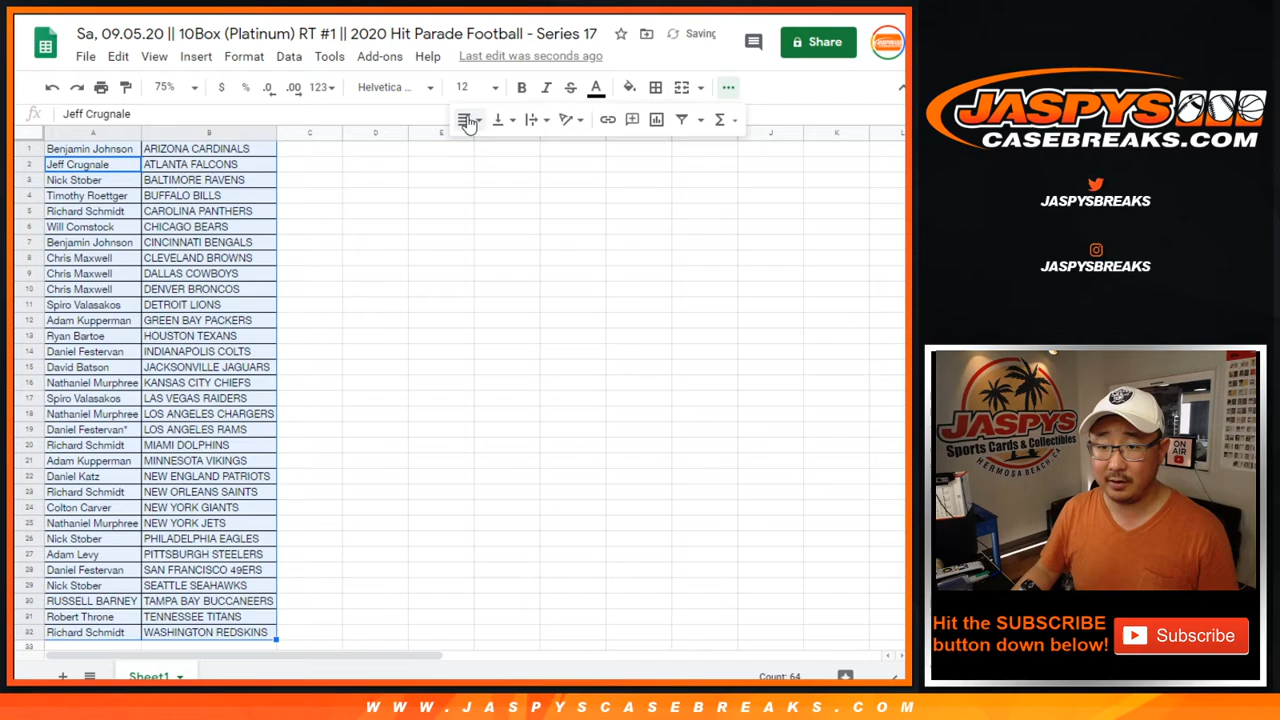 Sa, 09.05.20 || 10Box (Platinum) RT #1 || 2020 Hit Parade Football - Series 17
Saving
Share
File Edit View Insert Format Data Tools Add-ons Help Last edit was seconds ago
75% $ % .0 .00 123 Helvetica ... 12 B I S A
fx Jeff Crugnale
A B C D E J K L
1 Benjamin Johnson ARIZONA CARDINALS
2 Jeff Crugnale ATLANTA FALCONS
3 Nick Stober BALTIMORE RAVENS
4 Timothy Roettger BUFFALO BILLS
5 Richard Schmidt CAROLINA PANTHERS
6 Will Comstock CHICAGO BEARS
7 Benjamin Johnson CINCINNATI BENGALS
8 Chris Maxwell CLEVELAND BROWNS
9 Chris Maxwell DALLAS COWBOYS
10 Chris Maxwell DENVER BRONCOS
11 Spiro Valasakos DETROIT LIONS
12 Adam Kupperman GREEN BAY PACKERS
13 Ryan Bartoe HOUSTON TEXANS
14 Daniel Festervan INDIANAPOLIS COLTS
15 David Batson JACKSONVILLE JAGUARS
16 Nathaniel Murphree KANSAS CITY CHIEFS
17 Spiro Valasakos LAS VEGAS RAIDERS
18 Nathaniel Murphree LOS ANGELES CHARGERS
19 Daniel Festervan* LOS ANGELES RAMS
20 Richard Schmidt MIAMI DOLPHINS
21 Adam Kupperman MINNESOTA VIKINGS
22 Daniel Katz NEW ENGLAND PATRIOTS
23 Richard Schmidt NEW ORLEANS SAINTS
24 Colton Carver NEW YORK GIANTS
25 Nathaniel Murphree NEW YORK JETS
26 Nick Stober PHILADELPHIA EAGLES
27 Adam Levy PITTSBURGH STEELERS
28 Daniel Festervan SAN FRANCISCO 49ERS
29 Nick Stober SEATTLE SEAHAWKS
30 RUSSELL BARNEY TAMPA BAY BUCCANEERS
31 Robert Throne TENNESSEE TITANS
32 Richard Schmidt WASHINGTON REDSKINS
33
Sheet1
Count: 64
JASPYS
CASEBREAKS.COM
JASPYSBREAKS
JASPYSBREAKS
JASPYS
Sports Cards & Collectibles
HERMOSA BEACH, CA
ON AIR
Hit the SUBSCRIBE
button down below!
Subscribe
WWW.JASPYSCASEBREAKS.COM